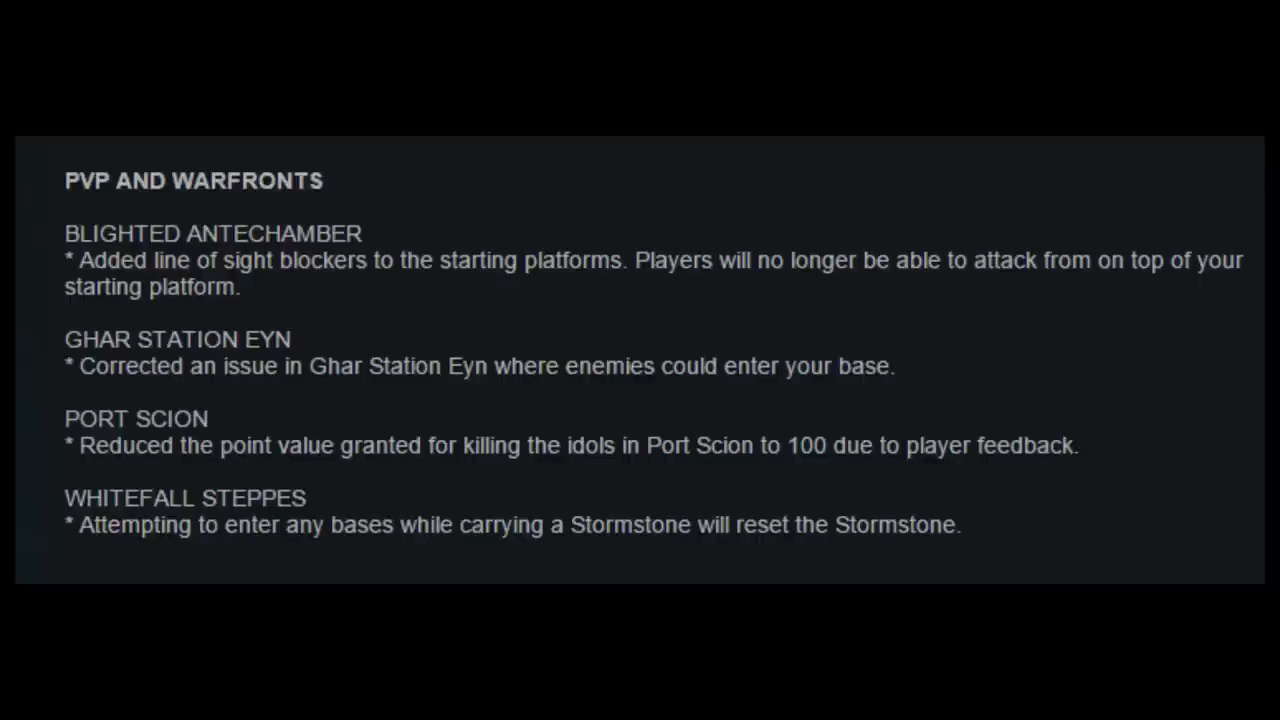 PVP AND WARFRONTS
BLIGHTED ANTECHAMBER
* Added line of sight blockers to the starting platforms. Players will no longer be able to attack from on top of your
starting platform.
GHAR STATION EYN
* Corrected an issue in Ghar Station Eyn where enemies could enter your base.
PORT SCION
* Reduced the point value granted for killing the idols in Port Scion to 100 due to player feedback.
WHITEFALL STEPPES
* Attempting to enter any bases while carrying a Stormstone will reset the Stormstone.